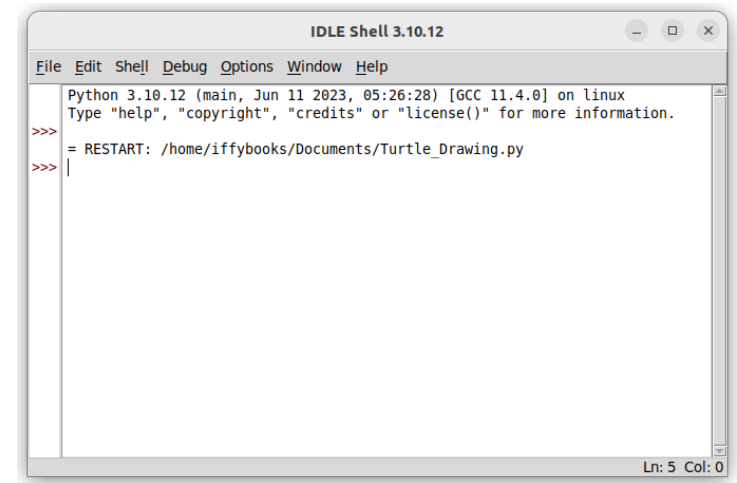 IDLE Shell 3.10.12
File Edit Shell Debug Options Window Help
Python 3.10.12 (main, Jun 11 2023, 05:26:28) [GCC 11.4.0] on linux
Type "help", "copyright", "credits" or "license()" for more information.
>>>
= RESTART: /home/iffybooks/Documents/Turtle_Drawing.py
>>>
Ln: 5 Col: 0